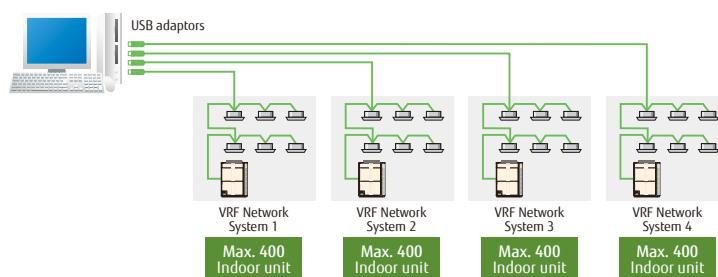 USB adaptors
VRF Network
System 1
VRF Network
System 2
VRF Network
System 3
VRF Network
System 4
Max. 400
Indoor unit
Max. 400
Indoor unit
Max. 400
Indoor unit
Max. 400
Indoor unit